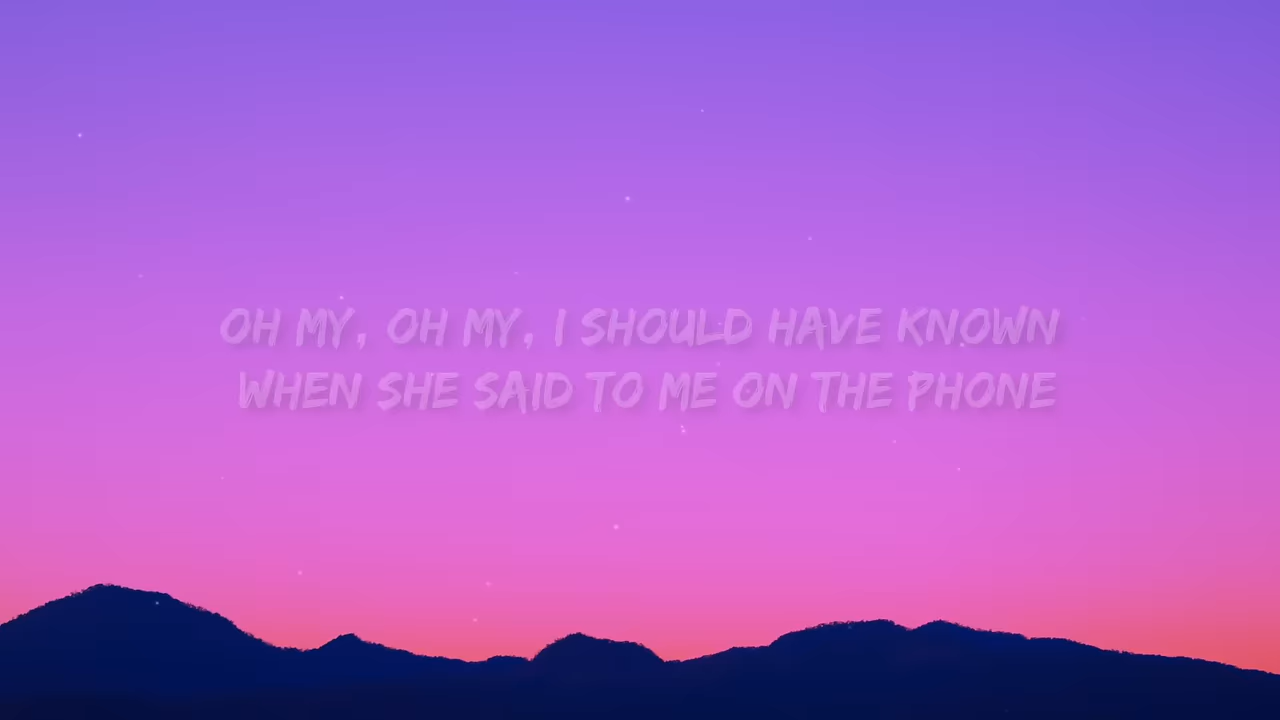 OH MY, OH MY, I SHOULD HAVE KNOWN
WHEN SHE SAID TO ME ON THE PHONE